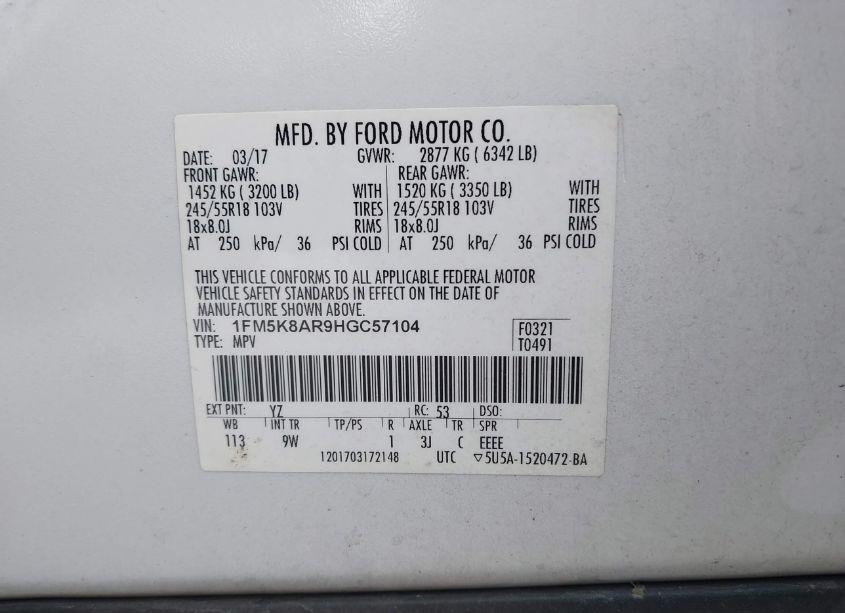 MFD. BY FORD MOTOR CO.
DATE: 03/17 GVWR: 2877 KG ( 6342 LB)
FRONT GAWR: REAR GAWR:
1452 KG ( 3200 LB) WITH 1520 KG ( 3350 LB) WITH
245/55R18 103V TIRES 245/55R18 103V TIRES
18x8.0J RIMS 18x8.0J RIMS
AT 250 kPa/ 36 PSI COLD AT 250 kPa/ 36 PSI COLD
THIS VEHICLE CONFORMS TO ALL APPLICABLE FEDERAL MOTOR
VEHICLE SAFETY STANDARDS IN EFFECT ON THE DATE OF
MANUFACTURE SHOWN ABOVE.
VIN: 1FM5K8AR9HGC57104 F0321
TYPE: MPV T0491
EXT PNT: YZ RC: 53 DSO:
WB INT TR TP/PS R AXLE TR SPR
113 9W 1 3J C EEEE
1201703172148 UTC ▽5U5A-1520472-BA